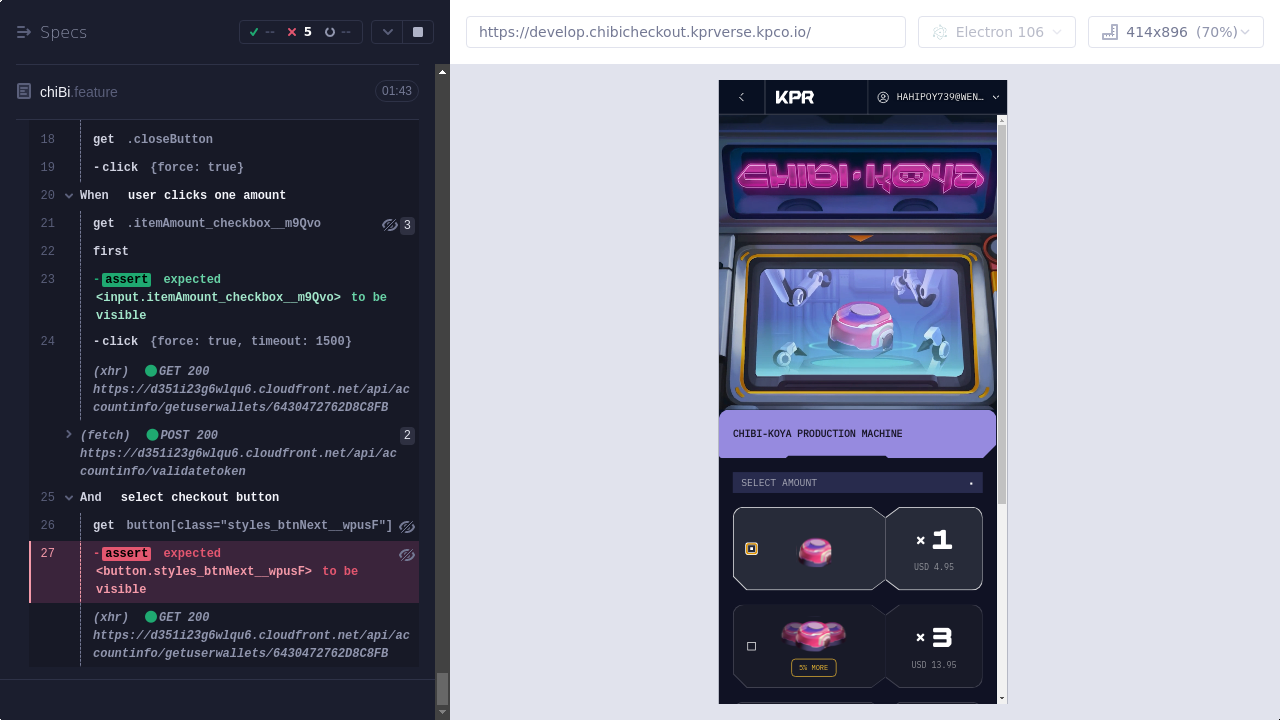 Specs
-- 5 --
https://develop.chibicheckout.kprverse.kpco.io/
Electron 106
414x896 (70%)
chiBi.feature
01:43
18 get .closeButton
19 -click {force: true}
20 When user clicks one amount
21 get .itemAmount_checkbox__m9Qvo 3
22 first
23 -assert expected
<input.itemAmount_checkbox__m9Qvo> to be
visible
24 -click {force: true, timeout: 1500}
(xhr) GET 200
https://d351i23g6wlqu6.cloudfront.net/api/ac
countinfo/getuserwallets/6430472762D8C8FB
(fetch) POST 200 2
https://d351i23g6wlqu6.cloudfront.net/api/ac
countinfo/validatetoken
25 And select checkout button
26 get button[class="styles_btnNext__wpusF"]
27 -assert expected
<button.styles_btnNext__wpusF> to be
visible
(xhr) GET 200
https://d351i23g6wlqu6.cloudfront.net/api/ac
countinfo/getuserwallets/6430472762D8C8FB
KPR
HAHIPOY739@WEN…
CHIBI·KOYA
CHIBI-KOYA PRODUCTION MACHINE
SELECT AMOUNT
×1
USD 4.95
×3
5% MORE
USD 13.95